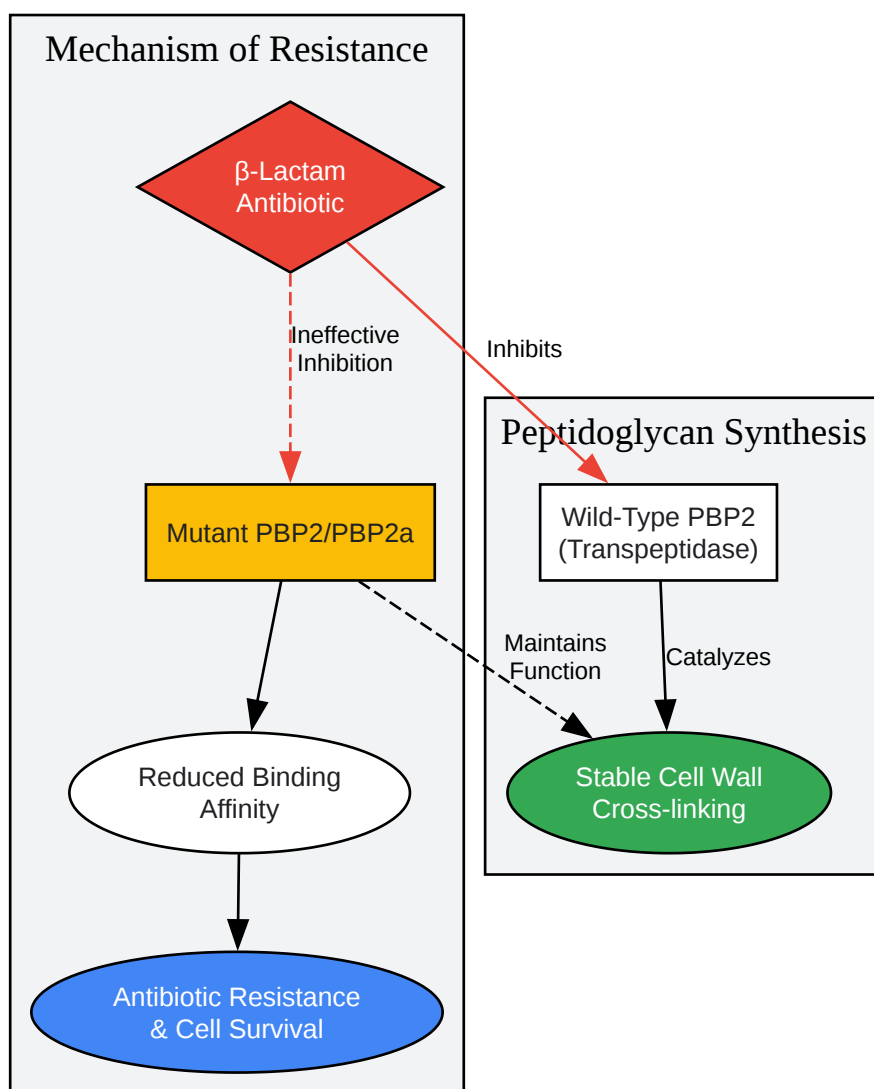 Mechanism of Resistance
β-Lactam
Antibiotic
Ineffective
Inhibition
Inhibits
Peptidoglycan Synthesis
Mutant PBP2/PBP2a
Wild-Type PBP2
(Transpeptidase)
Maintains
Function
Catalyzes
Reduced Binding
Affinity
Stable Cell Wall
Cross-linking
Antibiotic Resistance
& Cell Survival